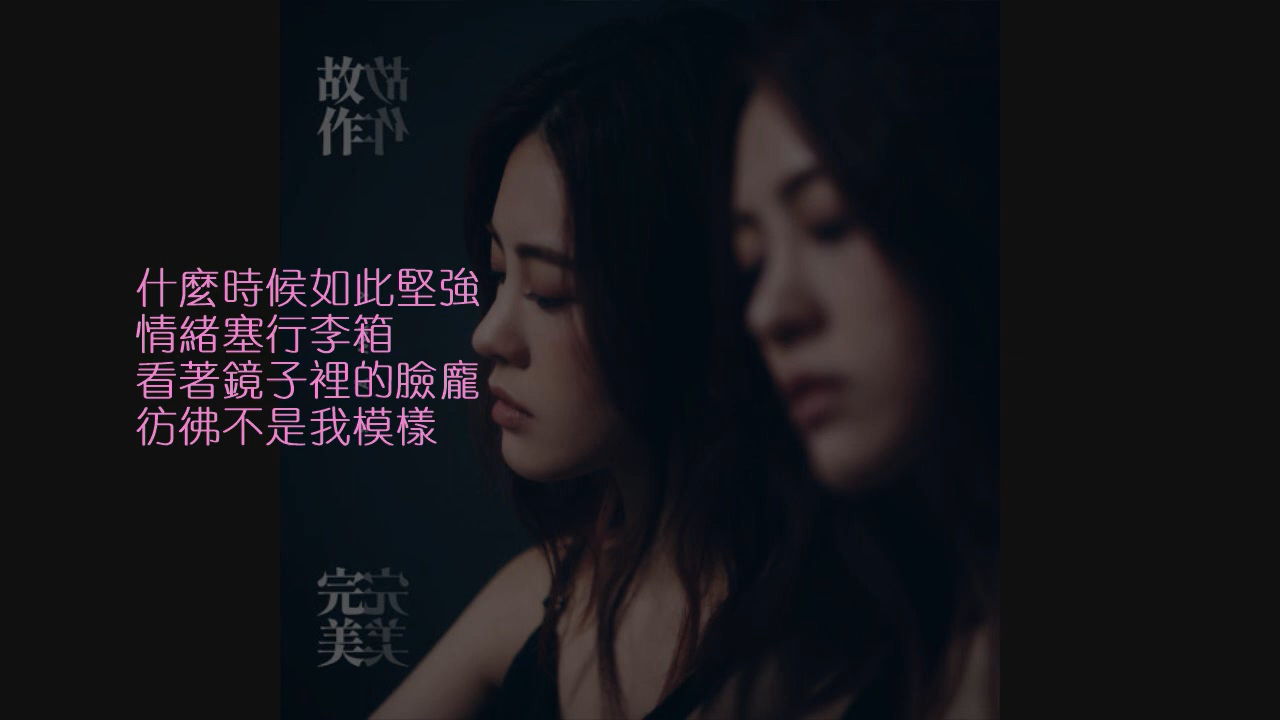 故作
什麼時候如此堅強
情緒塞行李箱
看著鏡子裡的臉龐
彷彿不是我模樣
完美